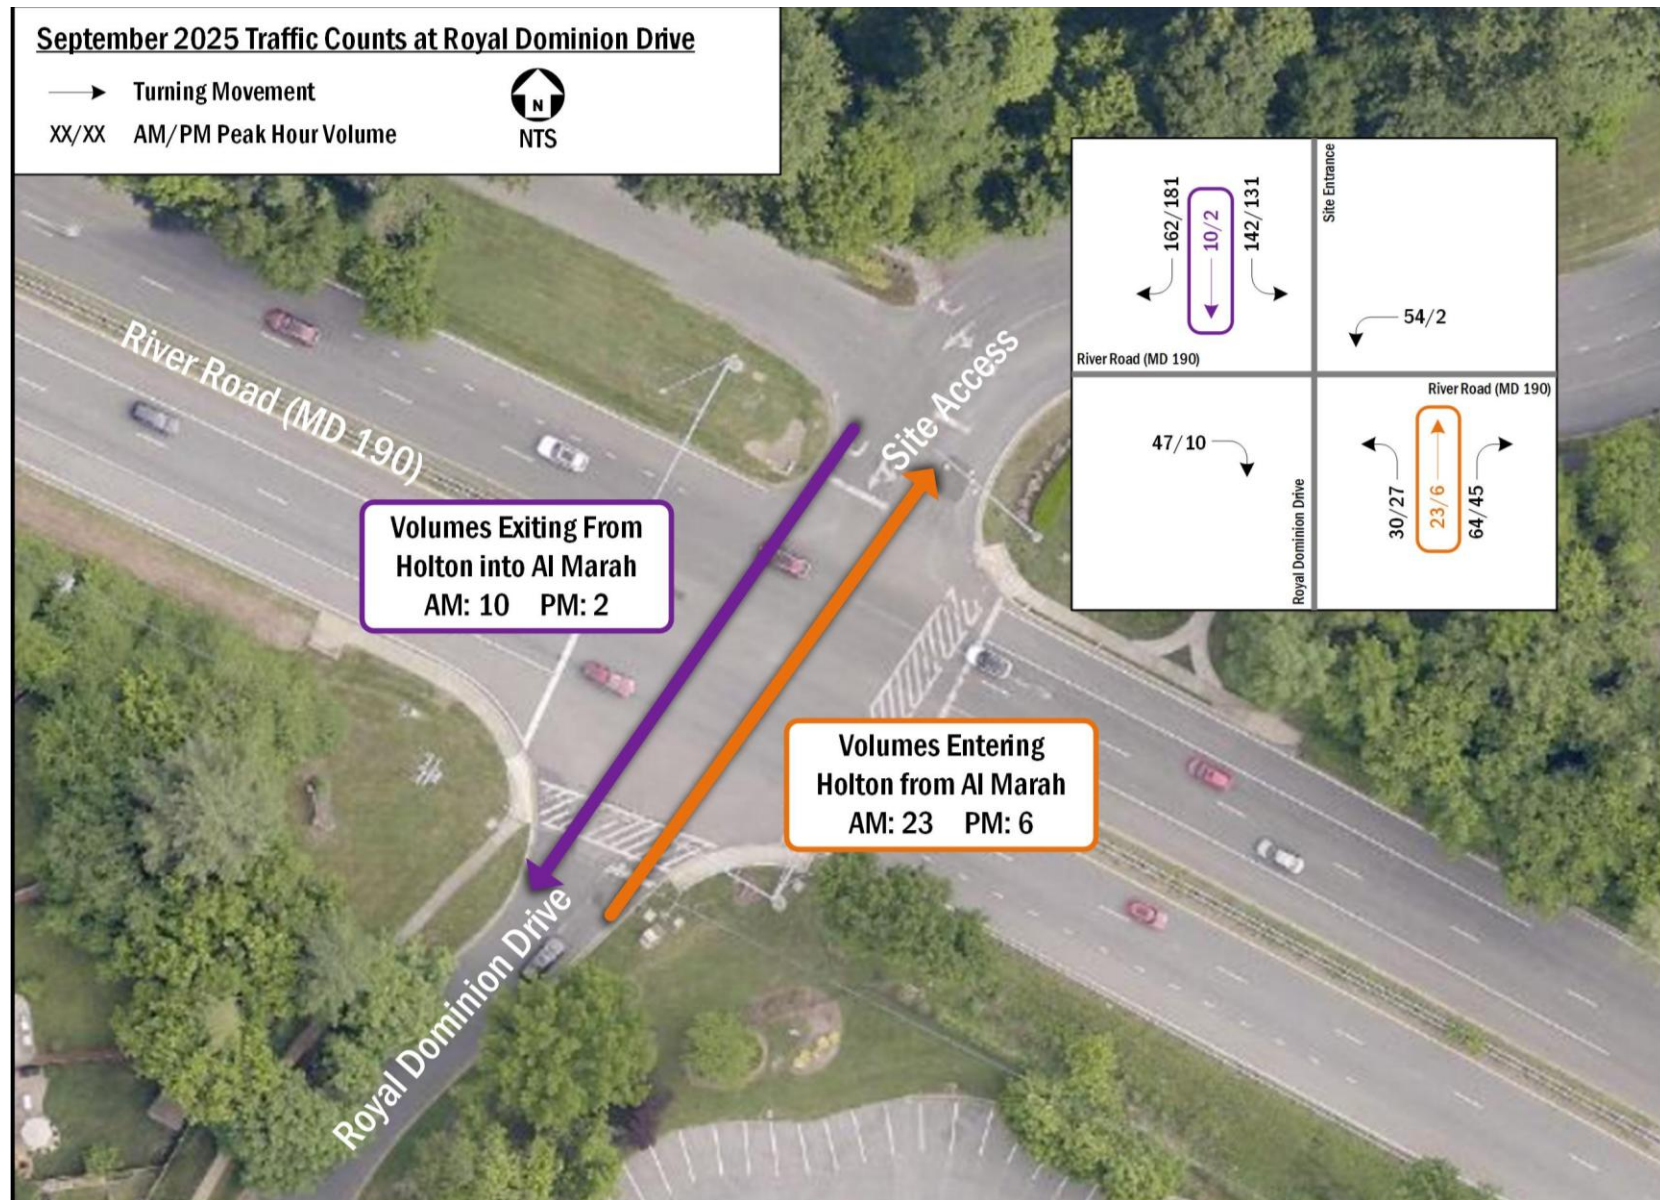 September 2025 Traffic Counts at Royal Dominion Drive
Turning Movement
XX/XX AM/PM Peak Hour Volume
N
NTS
River Road (MD 190)
Site Access
Volumes Exiting From
Holton into Al Marah
AM: 10 PM: 2
Volumes Entering
Holton from Al Marah
AM: 23 PM: 6
Royal Dominion Drive
162/181
10/2
142/131
Site Entrance
54/2
River Road (MD 190)
River Road (MD 190)
47/10
Royal Dominion Drive
30/27
23/6
64/45